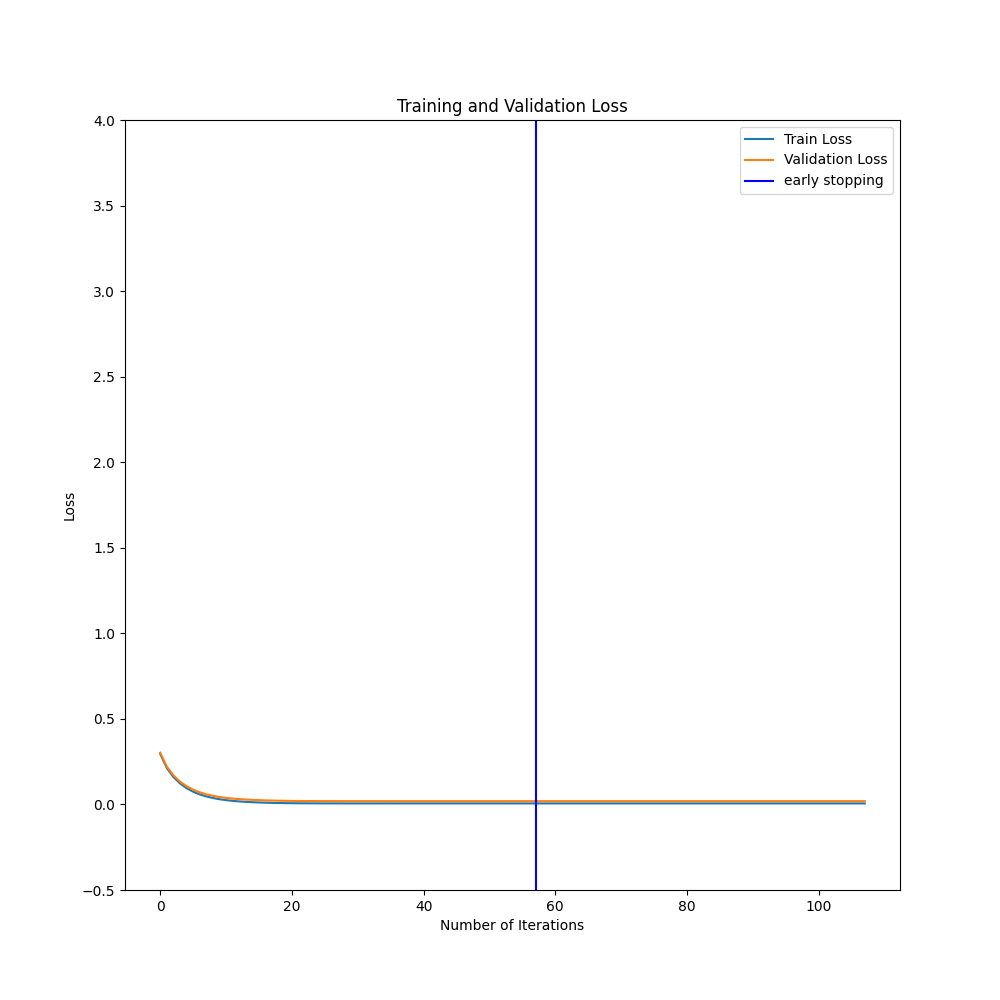 Training and Validation Loss
Train Loss
Validation Loss
early stopping
4.0
3.5
3.0
2.5
2.0
1.5
1.0
0.5
0.0
−0.5
Loss
0 20 40 60 80 100
Number of Iterations